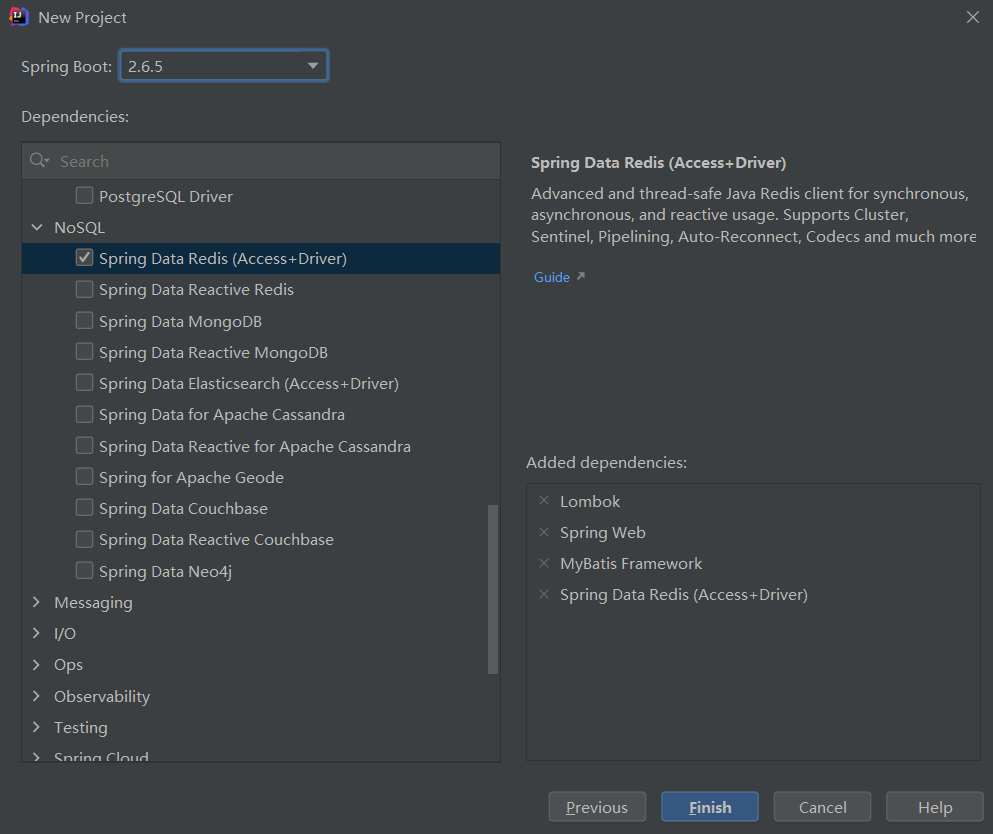 New Project
Spring Boot: 2.6.5
Dependencies:
Search
PostgreSQL Driver
NoSQL
Spring Data Redis (Access+Driver)
Spring Data Reactive Redis
Spring Data MongoDB
Spring Data Reactive MongoDB
Spring Data Elasticsearch (Access+Driver)
Spring Data for Apache Cassandra
Spring Data Reactive for Apache Cassandra
Spring for Apache Geode
Spring Data Couchbase
Spring Data Reactive Couchbase
Spring Data Neo4j
Messaging
I/O
Ops
Observability
Testing
Spring Cloud
Spring Data Redis (Access+Driver)
Advanced and thread-safe Java Redis client for synchronous,
asynchronous, and reactive usage. Supports Cluster,
Sentinel, Pipelining, Auto-Reconnect, Codecs and much more
Guide
Added dependencies:
Lombok
Spring Web
MyBatis Framework
Spring Data Redis (Access+Driver)
Previous
Finish
Cancel
Help